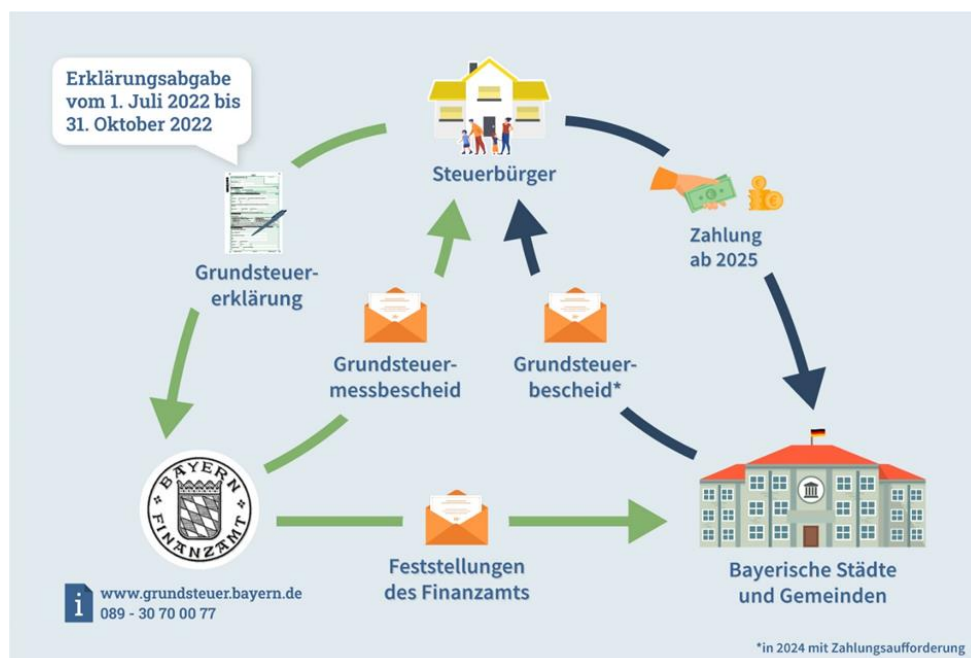 Erklärungsabgabe
vom 1. Juli 2022 bis
31. Oktober 2022
Steuerbürger
Grundsteuer-
erklärung
Zahlung
ab 2025
Grundsteuer-
messbescheid
Grundsteuer-
bescheid*
BAYERN
FINANZAMT
Feststellungen
des Finanzamts
Bayerische Städte
und Gemeinden
i
www.grundsteuer.bayern.de
089 - 30 70 00 77
*in 2024 mit Zahlungsaufforderung